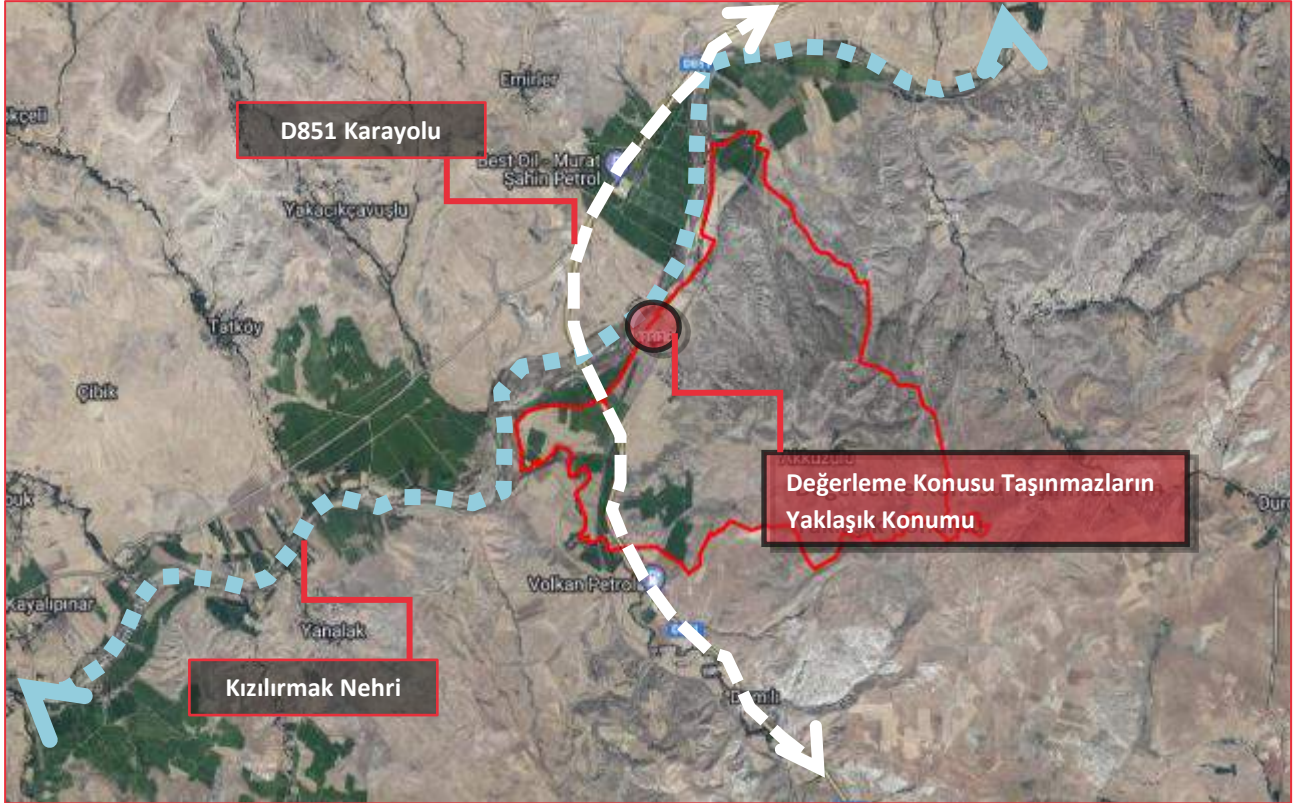 Emirler
D851 Karayolu
Best Oil - Murat
Şahin Petrol
Yakacıkçavuşlu
Tatköy
Çibik
Değerleme Konusu Taşınmazların
Yaklaşık Konumu
Volkan Petrol
Kayalıpınar
Yanalak
Kızılırmak Nehri